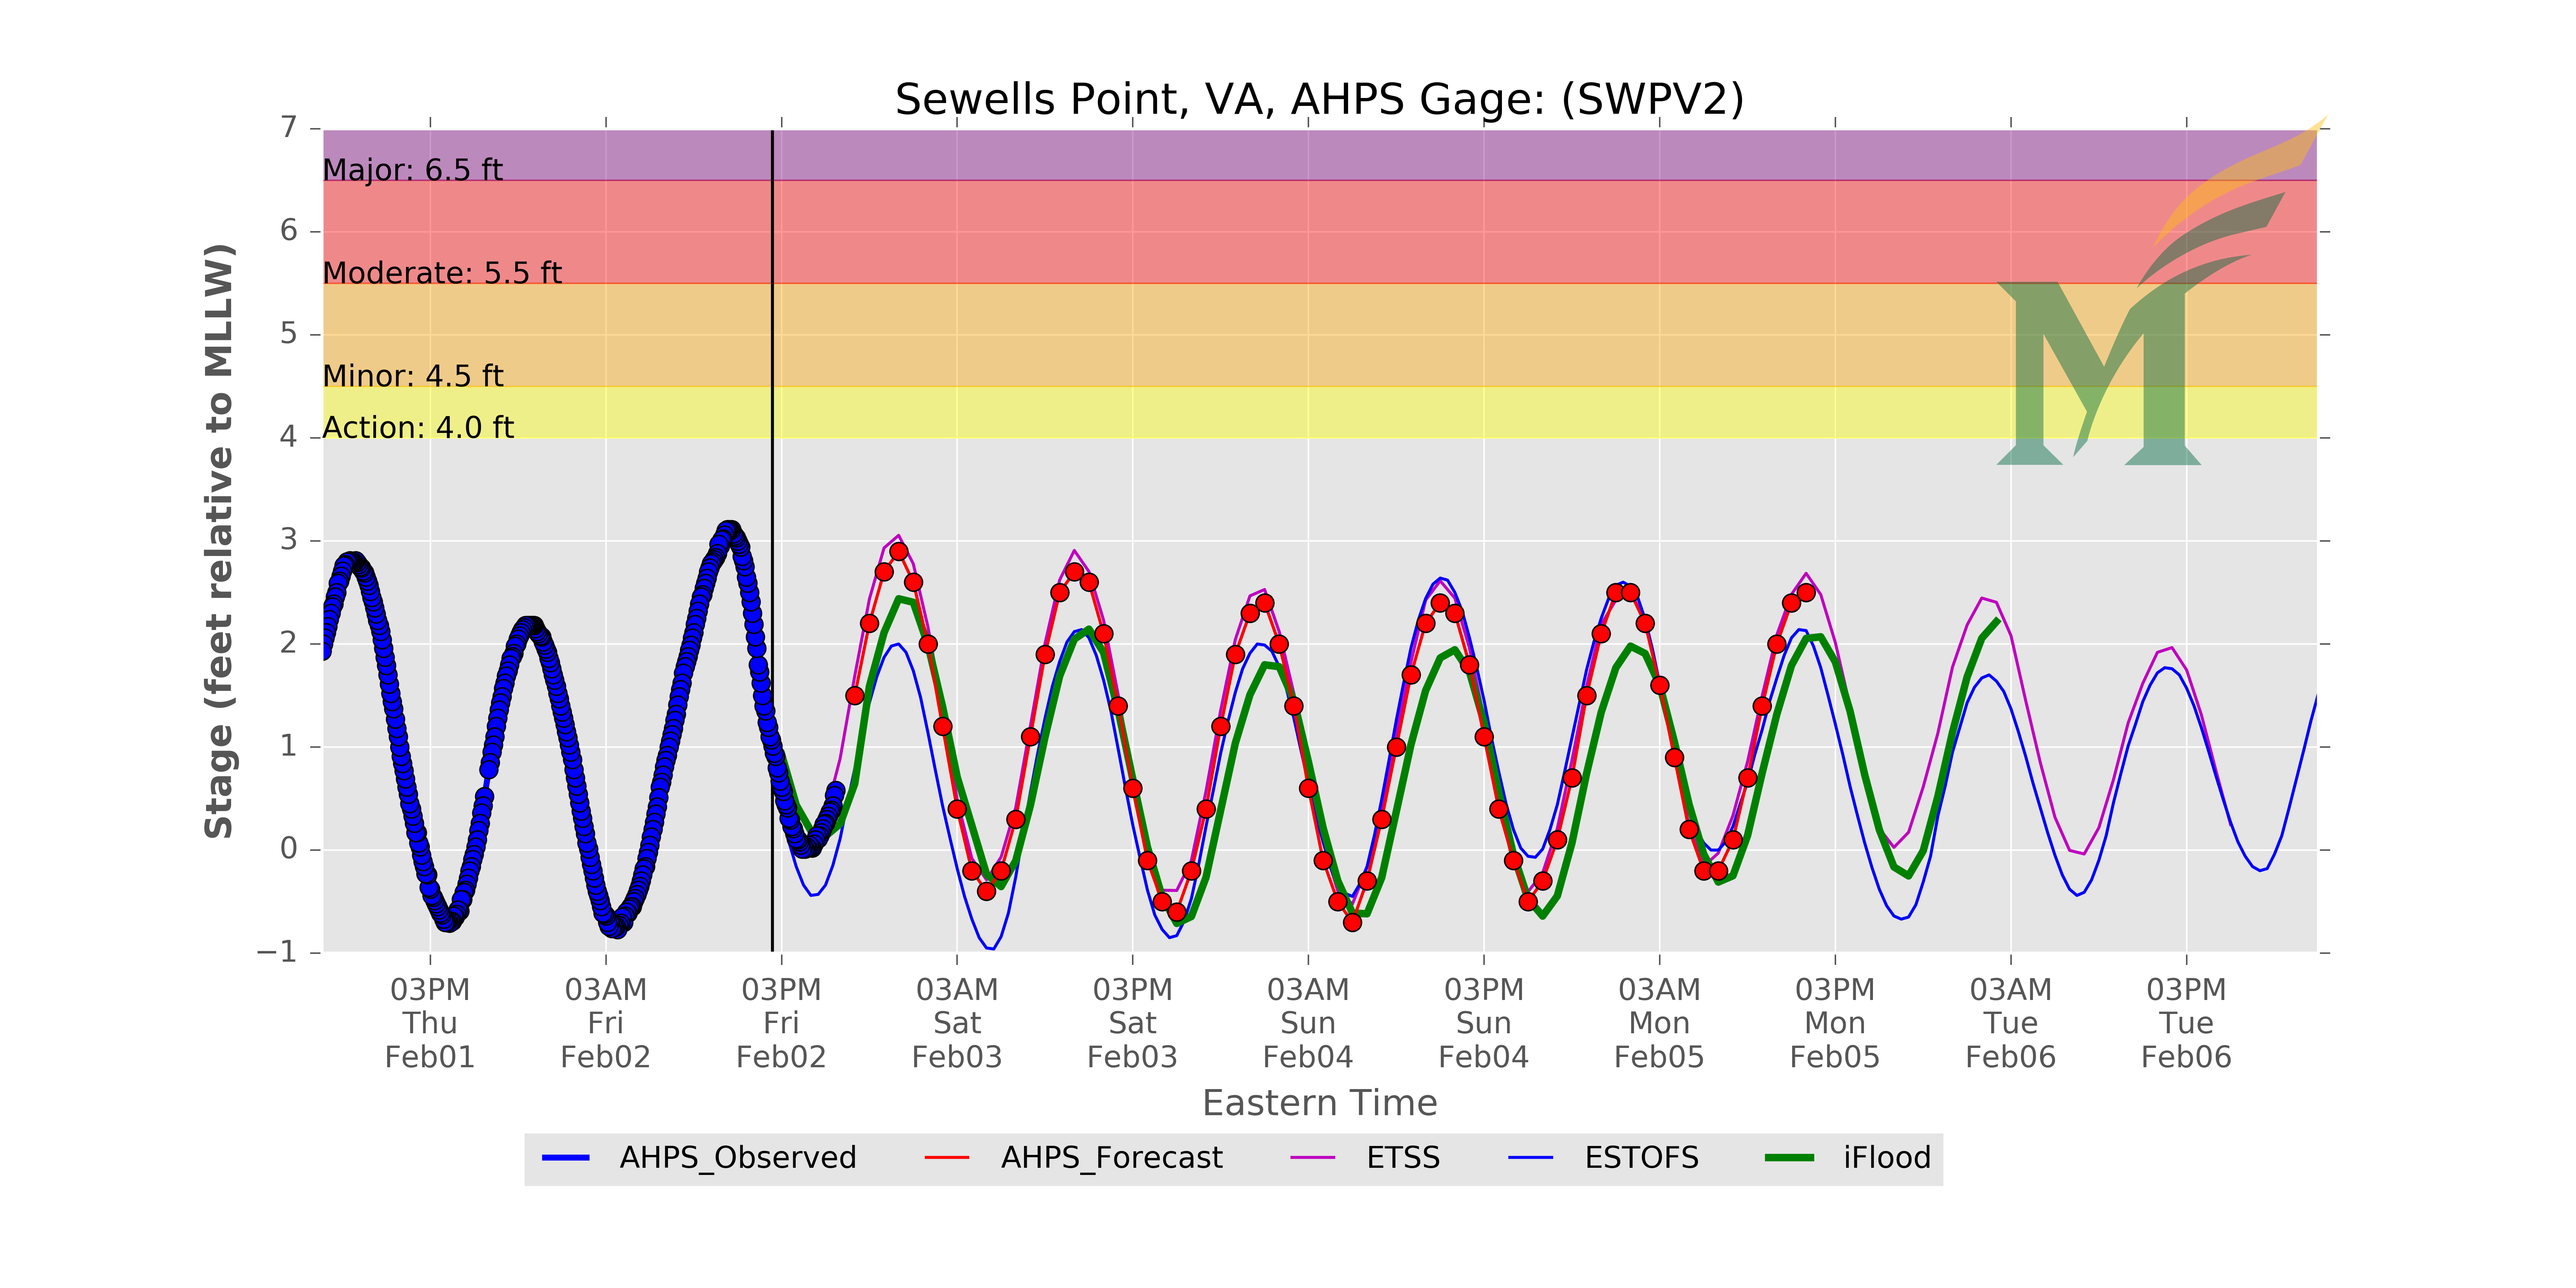 Sewells Point, VA, AHPS Gage: (SWPV2)
Stage (feet relative to MLLW)
7
6
5
4
3
2
1
0
−1
Major: 6.5 ft
Moderate: 5.5 ft
Minor: 4.5 ft
Action: 4.0 ft
M
03PM 03AM 03PM 03AM 03PM 03AM 03PM 03AM 03PM 03AM 03PM
Thu Fri Fri Sat Sat Sun Sun Mon Mon Tue Tue
Feb01 Feb02 Feb02 Feb03 Feb03 Feb04 Feb04 Feb05 Feb05 Feb06 Feb06
Eastern Time
AHPS_Observed AHPS_Forecast ETSS ESTOFS iFlood